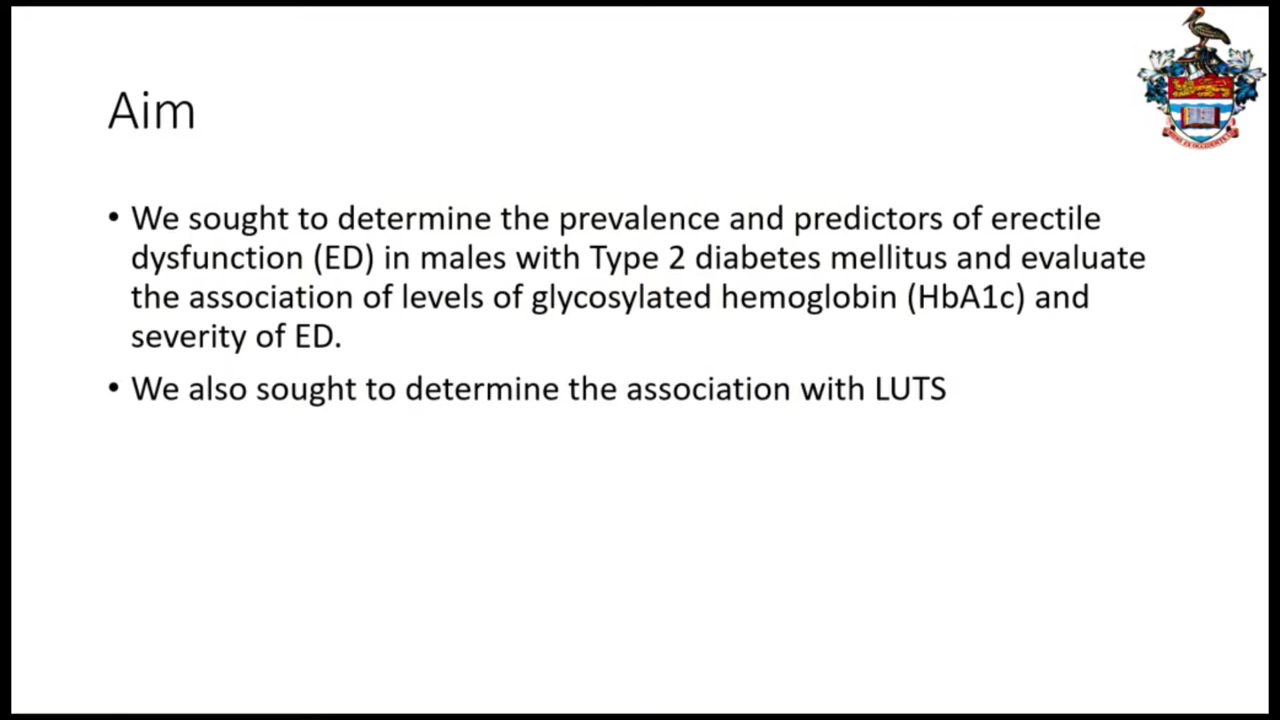 Aim
• We sought to determine the prevalence and predictors of erectile
dysfunction (ED) in males with Type 2 diabetes mellitus and evaluate
the association of levels of glycosylated hemoglobin (HbA1c) and
severity of ED.
• We also sought to determine the association with LUTS